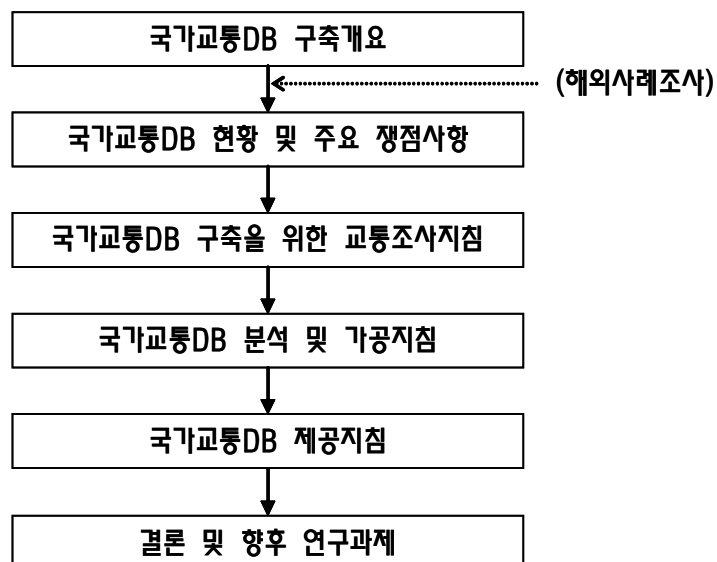 국가교통DB 구축개요
(해외사례조사)
국가교통DB 현황 및 주요 쟁점사항
국가교통DB 구축을 위한 교통조사지침
국가교통DB 분석 및 가공지침
국가교통DB 제공지침
결론 및 향후 연구과제